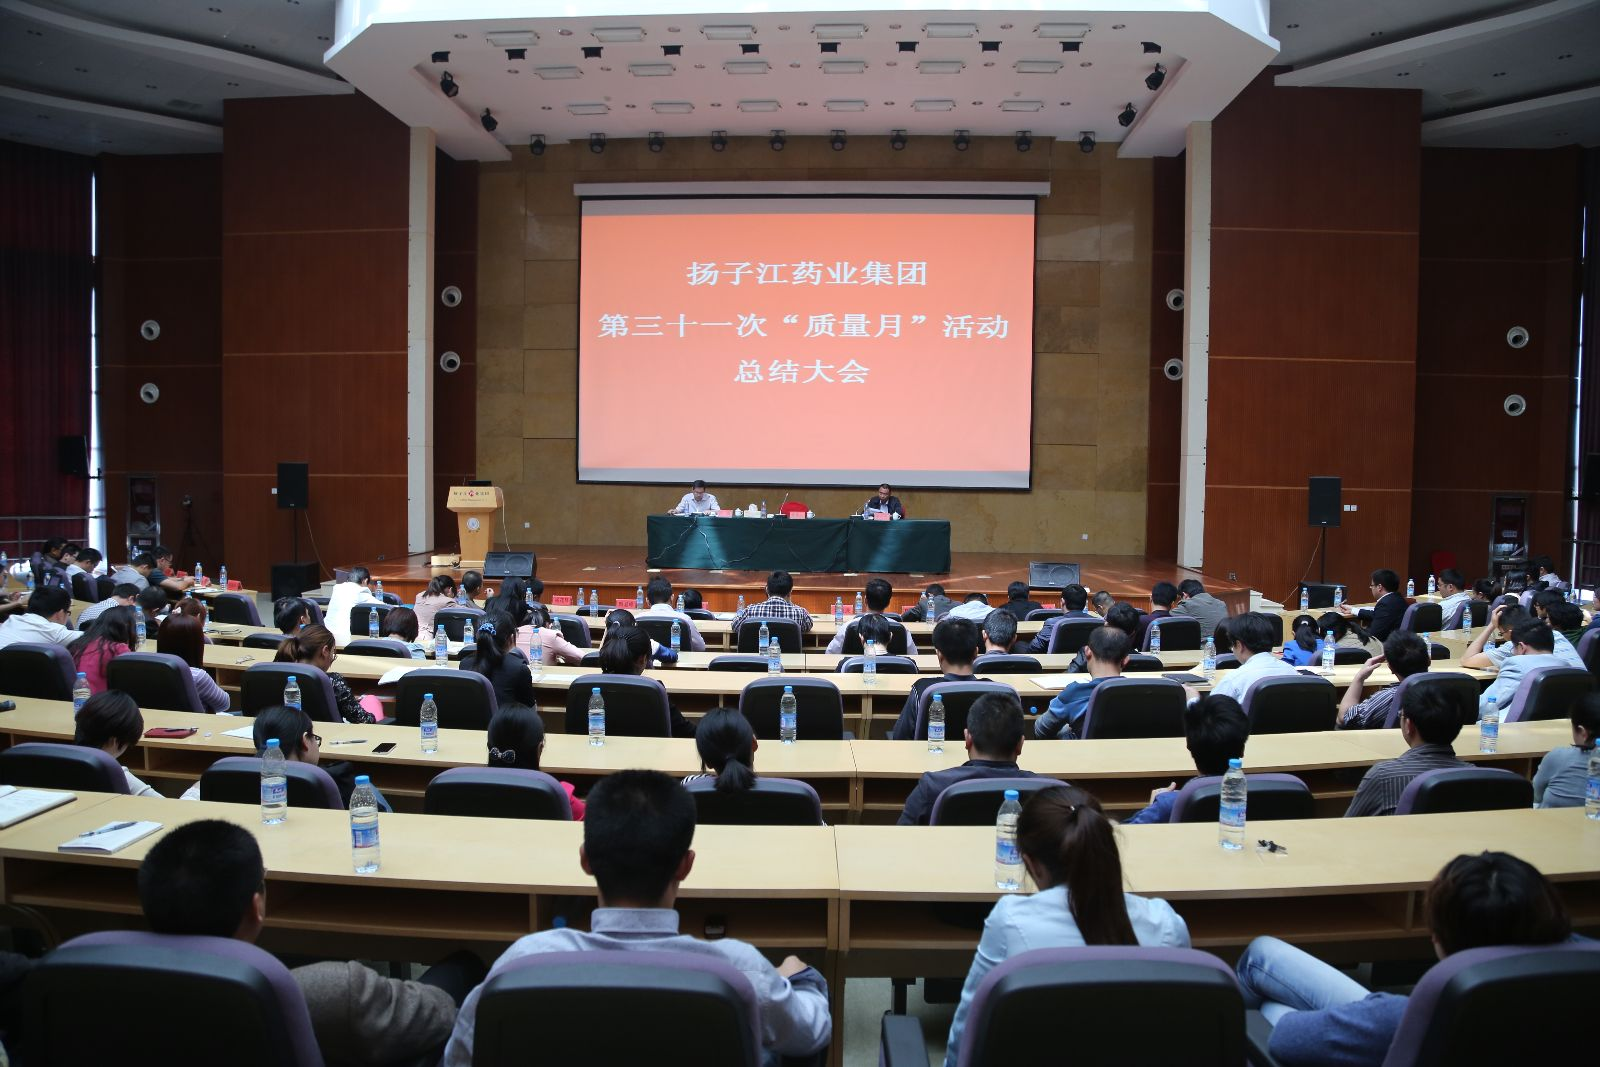 扬子江药业集团
第三十一次“质量月”活动
总结大会